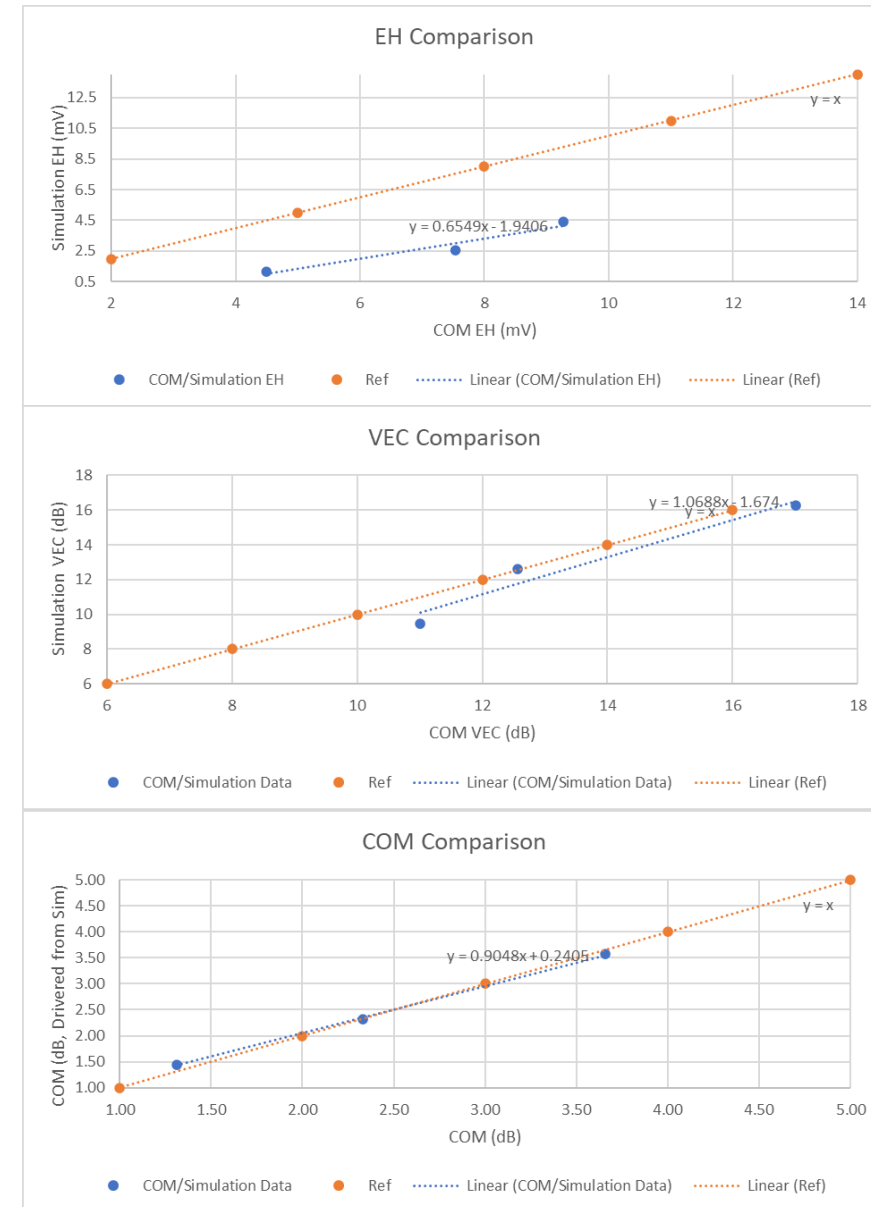 EH Comparison
Simulation EH (mV)
12.5
10.5
8.5
6.5
4.5
2.5
0.5
y = x
y = 0.6549x - 1.9406
2 4 6 8 10 12 14
COM EH (mV)
COM/Simulation EH Ref Linear (COM/Simulation EH) Linear (Ref)
VEC Comparison
Simulation VEC (dB)
18
16
14
12
10
8
6
y = 1.0688x - 1.674
y = x
6 8 10 12 14 16 18
COM VEC (dB)
COM/Simulation Data Ref Linear (COM/Simulation Data) Linear (Ref)
COM Comparison
COM (dB, Drivered from Sim)
5.00
4.50
4.00
3.50
3.00
2.50
2.00
1.50
1.00
y = x
y = 0.9048x + 0.2405
1.00 1.50 2.00 2.50 3.00 3.50 4.00 4.50 5.00
COM (dB)
COM/Simulation Data Ref Linear (COM/Simulation Data) Linear (Ref)